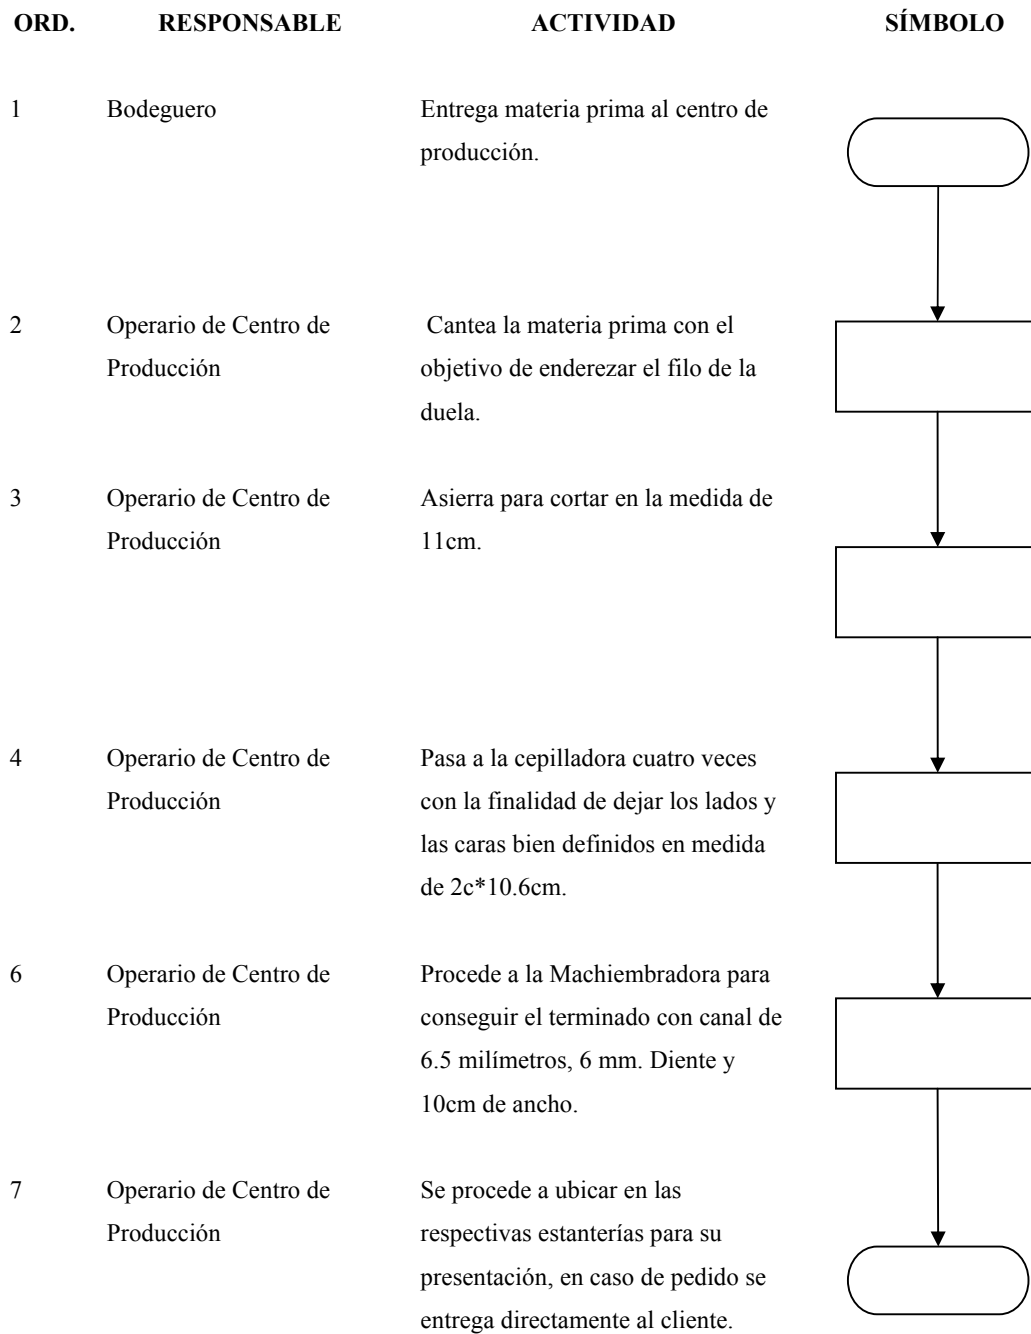 ORD. RESPONSABLE ACTIVIDAD SÍMBOLO
1 Bodeguero Entrega materia prima al centro de
producción.
2 Operario de Centro de Cantea la materia prima con el
Producción objetivo de enderezar el filo de la
duela.
3 Operario de Centro de Asierra para cortar en la medida de
Producción 11cm.
4 Operario de Centro de Pasa a la cepilladora cuatro veces
Producción con la finalidad de dejar los lados y
las caras bien definidos en medida
de 2c*10.6cm.
6 Operario de Centro de Procede a la Machiembradora para
Producción conseguir el terminado con canal de
6.5 milímetros, 6 mm. Diente y
10cm de ancho.
7 Operario de Centro de Se procede a ubicar en las
Producción respectivas estanterías para su
presentación, en caso de pedido se
entrega directamente al cliente.